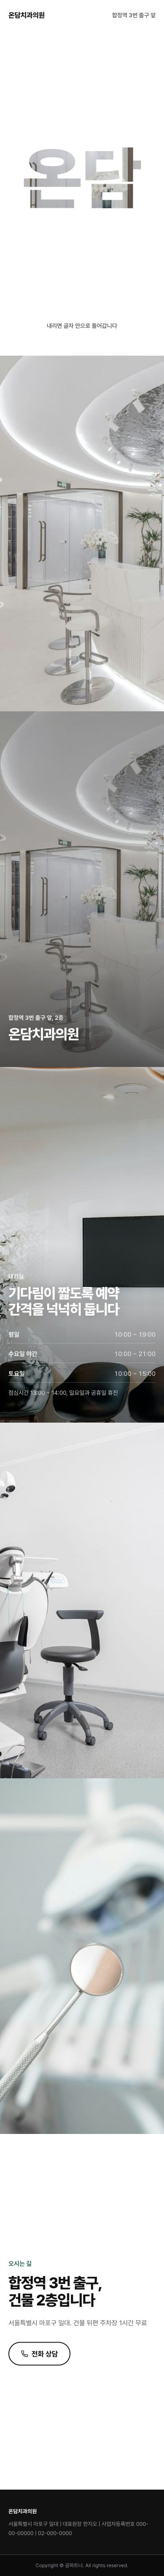 온담치과의원
합정역 3번 출구 앞
온담
내리면 글자 안으로 들어갑니다
합정역 3번 출구 앞, 2층
온담치과의원
대기실
기다림이 짧도록 예약
간격을 넉넉히 둡니다
평일 10:00 – 19:00
수요일 야간 10:00 – 21:00
토요일 10:00 – 15:00
점심시간 13:00 – 14:00, 일요일과 공휴일 휴진
오시는 길
합정역 3번 출구,
건물 2층입니다
서울특별시 마포구 일대. 건물 뒤편 주차장 1시간 무료
전화 상담
온담치과의원
서울특별시 마포구 일대 | 대표원장 한지오 | 사업자등록번호 000-
00-00000 | 02-000-0000
Copyright © 곰파트너. All rights reserved.